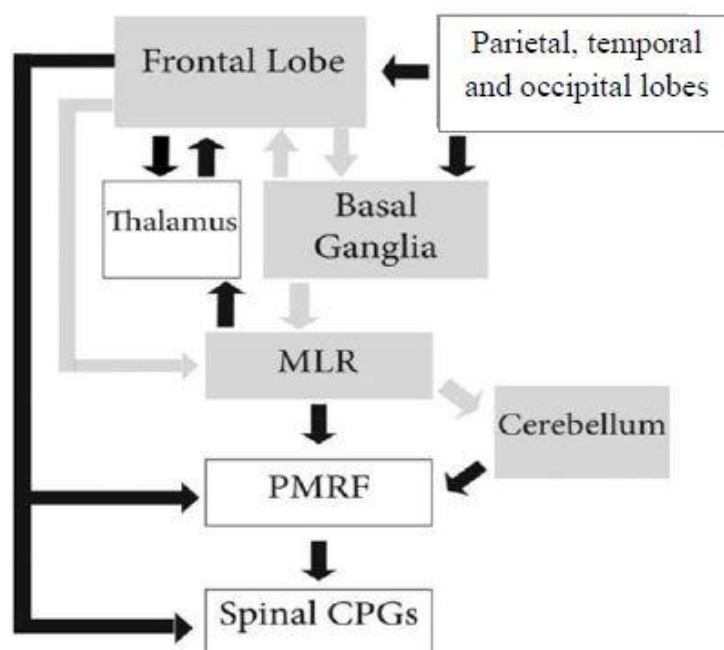 Frontal Lobe
Parietal, temporal
and occipital lobes
Thalamus
Basal
Ganglia
MLR
Cerebellum
PMRF
Spinal CPGs